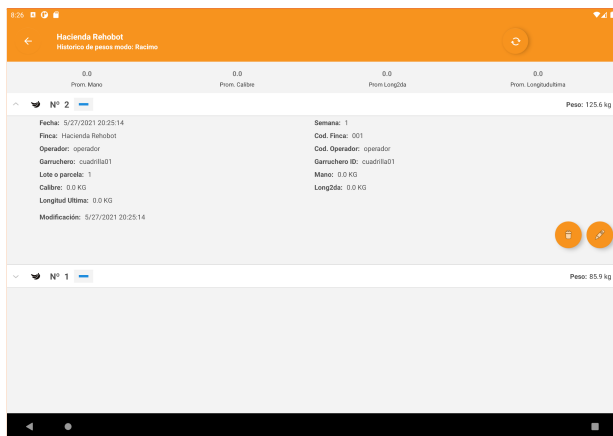 8:26
Hacienda Rehobot
Historico de pesos modo: Racimo
0.0 0.0 0.0 0.0
Prom. Mano Prom. Calibre Prom Long2da Prom. Longitudultima
Nº 2 Peso: 125.6 kg
Fecha: 5/27/2021 20:25:14 Semana: 1
Finca: Hacienda Rehobot Cod. Finca: 001
Operador: operador Cod. Operador: operador
Garruchero: cuadrilla01 Garruchero ID: cuadrilla01
Lote o parcela: 1 Mano: 0.0 KG
Calibre: 0.0 KG Long2da: 0.0 KG
Longitud Ultima: 0.0 KG
Modificación: 5/27/2021 20:25:14
Nº 1 Peso: 85.9 kg